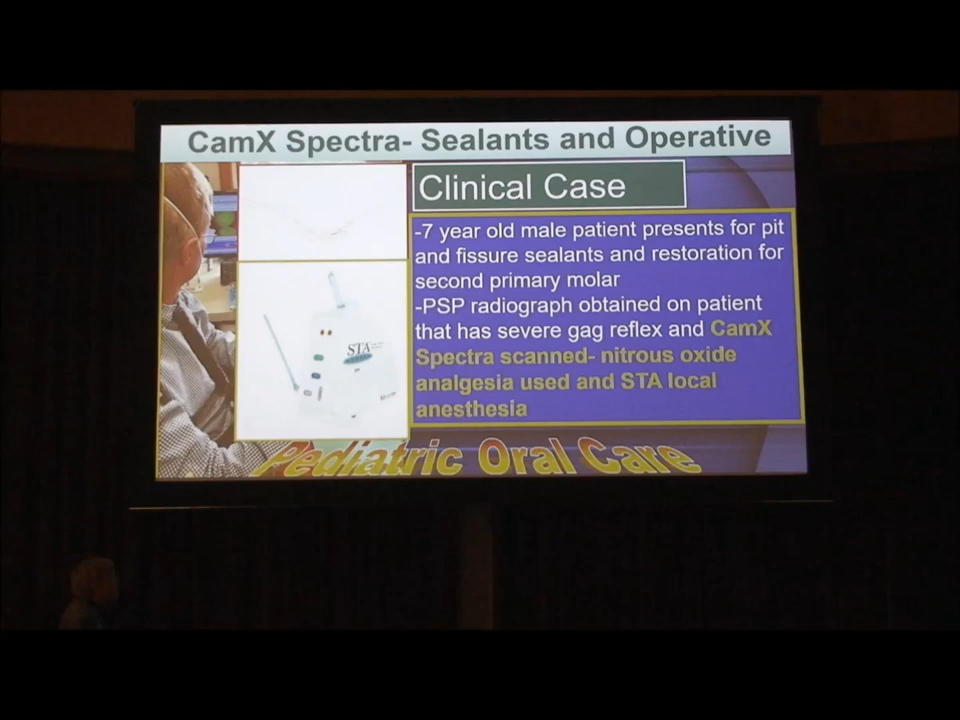 CamX Spectra- Sealants and Operative
Clinical Case
-7 year old male patient presents for pit
and fissure sealants and restoration for
second primary molar
-PSP radiograph obtained on patient
that has severe gag reflex and CamX
Spectra scanned- nitrous oxide
analgesia used and STA local
anesthesia
STA
Pediatric Oral Care